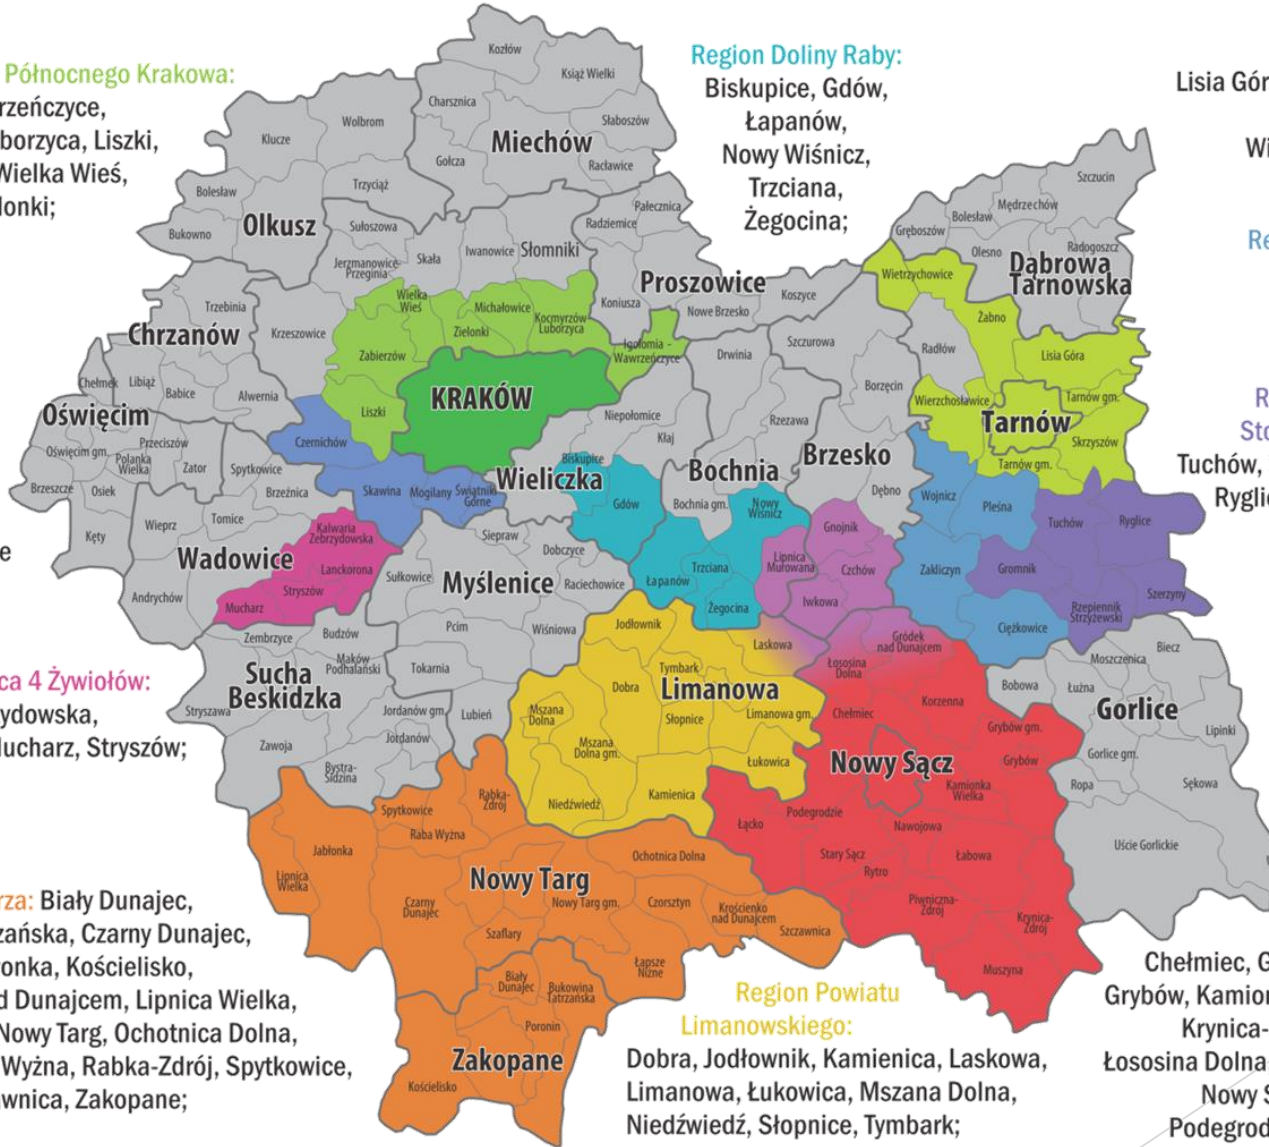 Północnego Krakowa:
rzeńczyce,
borzyca, Liszki,
Wielka Wieś,
lonki;
Region Doliny Raby:
Biskupice, Gdów,
Łapanów,
Nowy Wiśnicz,
Trzciana,
Żegocina;
Lisia Gór
Wi
Re
R
Sto
Tuchów,
Ryglic
e
ca 4 Żywiołów:
ydowska,
Mucharz, Stryszów;
rza: Biały Dunajec,
zańska, Czarny Dunajec,
onka, Kościelisko,
d Dunajcem, Lipnica Wielka,
Nowy Targ, Ochotnica Dolna,
Wyżna, Rabka-Zdrój, Spytkowice,
wnica, Zakopane;
Region Powiatu
Limanowskiego:
Dobra, Jodłownik, Kamienica, Laskowa,
Limanowa, Łukowica, Mszana Dolna,
Niedźwiedź, Słopnice, Tymbark;
Chełmiec, G
Grybów, Kamion
Krynica-
Łososina Dolna
Nowy S
Podegrod
Kozłów
Książ Wielki
Charsznica
Słaboszów
Miechów
Gołcza
Racławice
Wolbrom
Klucze
Trzyciąż
Bolesław
Olkusz
Bukowno
Sułoszowa
Jerzmanowice-
Przeginia
Skała
Iwanowice
Słomniki
Pałecznica
Radziemice
Proszowice
Koniusza
Nowe Brzesko
Koszyce
Szczucin
Mędrzechów
Bolesław
Gręboszów
Olesno
Radogoszcz
Dąbrowa
Tarnowska
Wietrzychowice
Żabno
Radłów
Lisia Góra
Wierzchosławice
Tarnów gm.
Tarnów
Skrzyszów
Tarnów gm.
Trzebinia
Chrzanów
Krzeszowice
Chełmek
Libiąż
Babice
Alwernia
Wielka
Wieś
Michałowice
Kocmyrzów
Luborzyca
Zielonki
Zabierzów
Igołomia -
Wawrzeńczyce
KRAKÓW
Liszki
Czernichów
Skawina
Mogilany
Świątniki
Górne
Oświęcim
Oświęcim gm.
Przeciszów
Polanka
Wielka
Zator
Brzeszcze
Osiek
Kęty
Spytkowice
Brzeźnica
Wieprz
Tomice
Wadowice
Andrychów
Kalwaria
Zebrzydowska
Lanckorona
Stryszów
Mucharz
Drwinia
Szczurowa
Borzęcin
Niepołomice
Kłaj
Rzezawa
Biskupice
Wieliczka
Bochnia
Brzesko
Gdów
Bochnia gm.
Nowy
Wiśnicz
Dębno
Gnojnik
Lipnica
Murowana
Czchów
Iwkowa
Łapanów
Trzciana
Żegocina
Wojnicz
Pleśna
Tuchów
Ryglice
Zakliczyn
Gromnik
Szerzyny
Rzepiennik
Strzyżewski
Ciężkowice
Siepraw
Dobczyce
Sułkowice
Myślenice
Raciechowice
Pcim
Wiśniowa
Tokarnia
Lubień
Zembrzyce
Budzów
Maków
Podhalański
Sucha
Beskidzka
Stryszawa
Jordanów gm.
Jordanów
Zawoja
Bystra-
Sidzina
Jodłownik
Laskowa
Tymbark
Dobra
Limanowa
Słopnice
Limanowa gm.
Mszana
Dolna
Mszana
Dolna gm.
Łukowica
Niedźwiedź
Kamienica
Gródek
nad Dunajcem
Łososina
Dolna
Korzenna
Chełmiec
Grybów gm.
Grybów
Nowy Sącz
Kamionka
Wielka
Łącko
Podegrodzie
Nawojowa
Stary Sącz
Łabowa
Rytro
Piwniczna-
Zdrój
Krynica-
Zdrój
Muszyna
Biecz
Moszczenica
Bobowa
Łużna
Gorlice
Lipinki
Gorlice gm.
Ropa
Sękowa
Uście Gorlickie
Rabka-
Zdrój
Spytkowice
Raba Wyżna
Jabłonka
Lipnica
Wielka
Ochotnica Dolna
Nowy Targ
Czarny
Dunajec
Nowy Targ gm.
Czorsztyn
Krościenko
nad Dunajcem
Szczawnica
Szaflary
Łapsze
Niżne
Biały
Dunajec
Bukowina
Tatrzańska
Poronin
Zakopane
Kościelisko